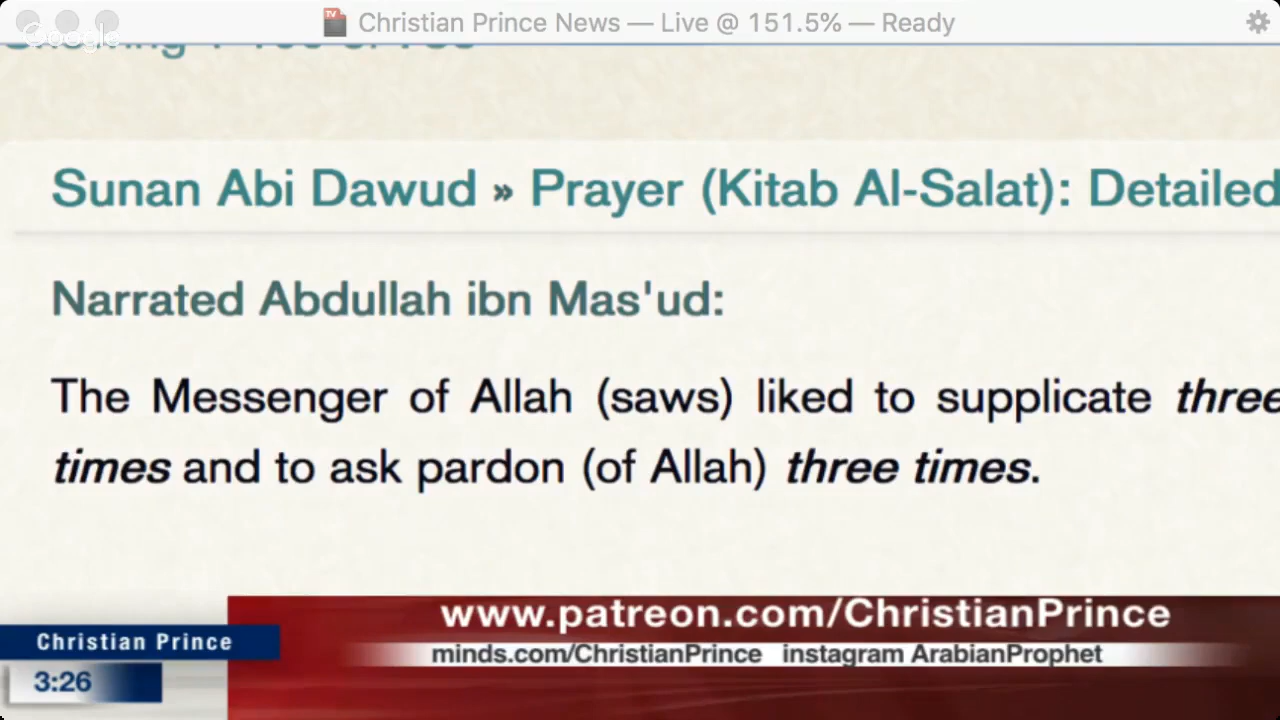 Christian Prince News — Live @ 151.5% — Ready
Google
Sunan Abi Dawud » Prayer (Kitab Al-Salat): Detailed
Narrated Abdullah ibn Mas'ud:
The Messenger of Allah (saws) liked to supplicate three
times and to ask pardon (of Allah) three times.
www.patreon.com/ChristianPrince
Christian Prince
minds.com/ChristianPrince instagram ArabianProphet
3:26